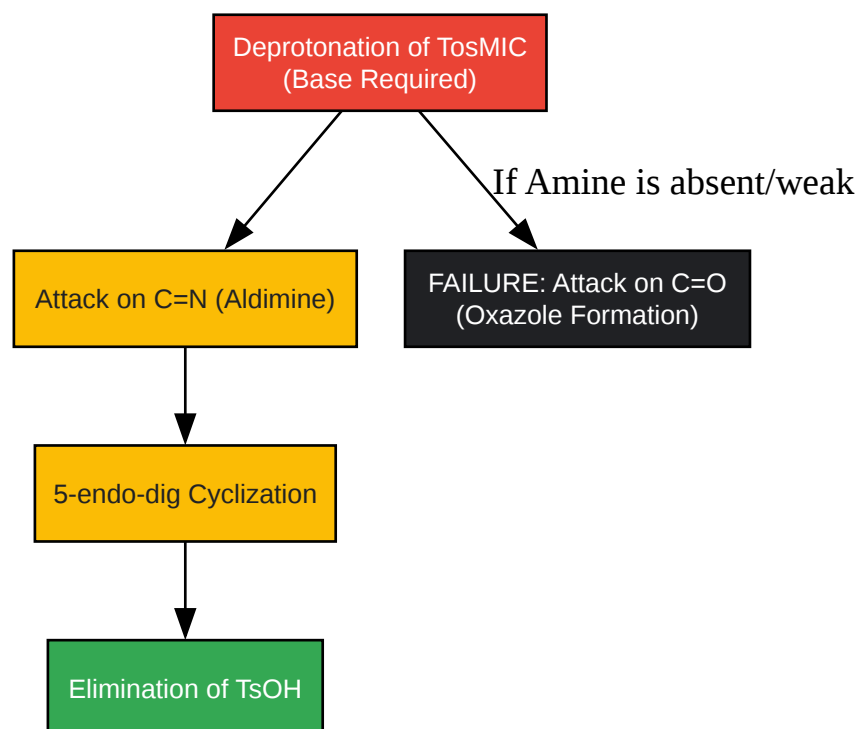 Deprotonation of TosMIC
(Base Required)
If Amine is absent/weak
Attack on C=N (Aldimine)
FAILURE: Attack on C=O
(Oxazole Formation)
5-endo-dig Cyclization
Elimination of TsOH